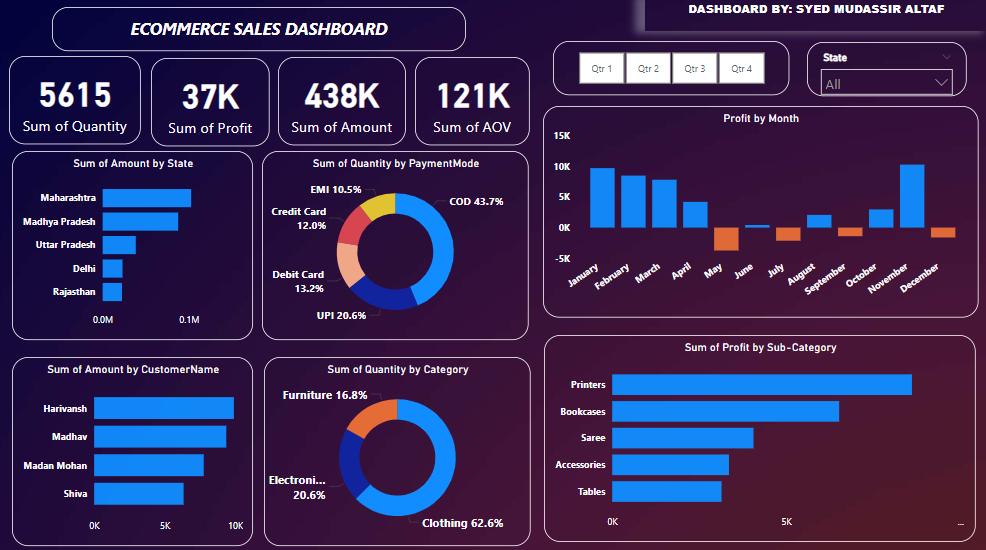 ECOMMERCE SALES DASHBOARD
DASHBOARD BY: SYED MUDASSIR ALTAF
5615
Sum of Quantity
37K
Sum of Profit
438K
Sum of Amount
121K
Sum of AOV
Qtr 1
Qtr 2
Qtr 3
Qtr 4
State
All
Sum of Amount by State
Maharashtra
Madhya Pradesh
Uttar Pradesh
Delhi
Rajasthan
0.0M
0.1M
Sum of Quantity by PaymentMode
EMI 10.5%
COD 43.7%
Credit Card
12.0%
Debit Card
13.2%
UPI 20.6%
Profit by Month
15K
10K
5K
0K
-5K
January
February
March
April
May
June
July
August
September
October
November
December
Sum of Amount by CustomerName
Harivansh
Madhav
Madan Mohan
Shiva
0K
5K
10K
Sum of Quantity by Category
Furniture 16.8%
Electroni...
20.6%
Clothing 62.6%
Sum of Profit by Sub-Category
Printers
Bookcases
Saree
Accessories
Tables
0K
5K
...